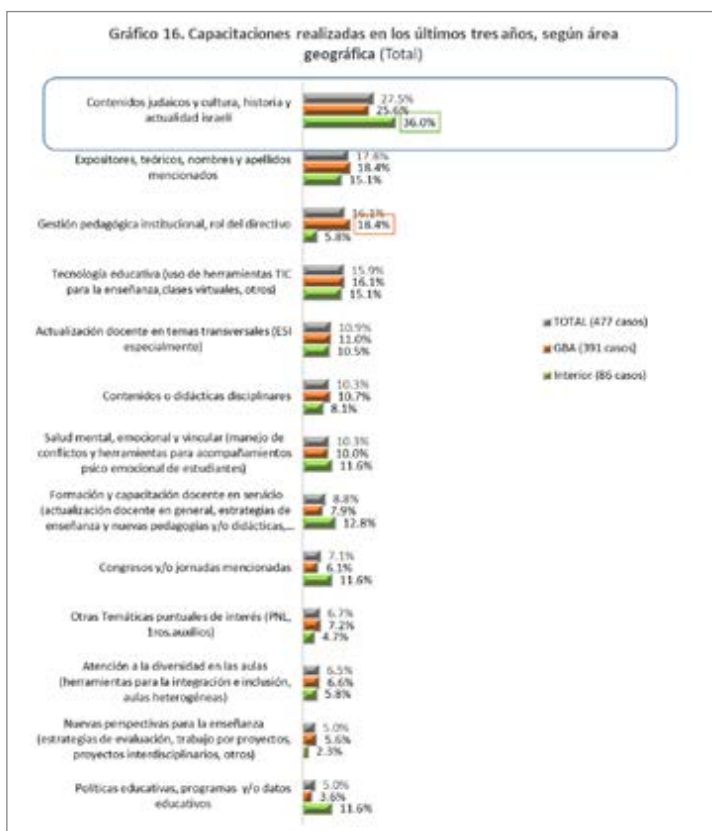 Gráfico 16. Capacitaciones realizadas en los últimos tres años, según área
geográfica (Total)
Contenidos judaicos y cultura, historia y
actualidad israelí
27.5%
25.6%
36.0%
Expositores, teóricos, nombres y apellidos
mencionados
17.8%
18.4%
15.1%
Gestión pedagógica institucional, rol del directivo
16.1%
18.4%
5.8%
Tecnología educativa (uso de herramientas TIC
para la enseñanza,clases virtuales, otros)
15.9%
16.1%
15.1%
Actualización docente en temas transversales (ESI
especialmente)
10.9%
11.0%
10.5%
TOTAL (477 casos)
GBA (391 casos)
Interior (86 casos)
Contenidos o didácticas disciplinares
10.3%
10.7%
8.1%
Salud mental, emocional y vincular (manejo de
conflictos y herramientas para acompañamientos
psico emocional de estudiantes)
10.3%
10.0%
11.6%
Formación y capacitación docente en servicio
(actualización docente en general, estrategias de
enseñanza y nuevas pedagogías y/o didácticas,...
8.8%
7.9%
12.8%
Congresos y/o jornadas mencionadas
7.1%
6.1%
11.6%
Otras Temáticas puntuales de interés (PNL,
1ros.auxilios)
6.7%
7.2%
4.7%
Atención a la diversidad en las aulas
(herramientas para la integración e inclusión,
aulas heterogéneas)
6.5%
6.6%
5.8%
Nuevas perspectivas para la enseñanza
(estrategias de evaluación, trabajo por proyectos,
proyectos interdisciplinarios, otros)
5.0%
5.6%
2.3%
Políticas educativas, programas y/o datos
educativos
5.0%
3.6%
11.6%